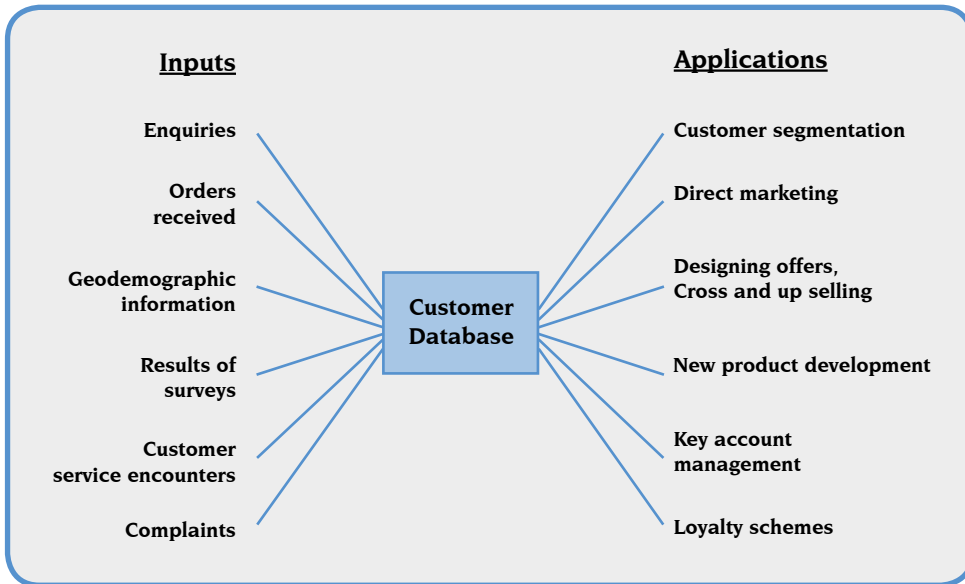 Inputs
Enquiries
Orders
received
Geodemographic
information
Results of
surveys
Customer
service encounters
Complaints
Customer
Database
Applications
Customer segmentation
Direct marketing
Designing offers,
Cross and up selling
New product development
Key account
management
Loyalty schemes